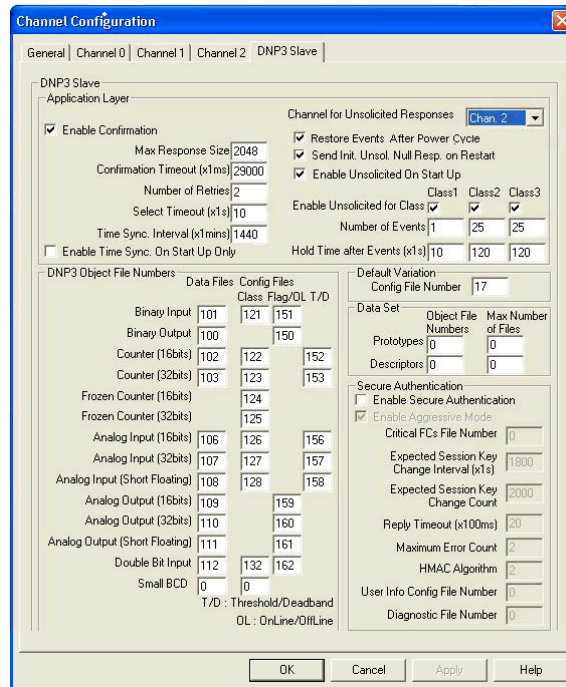 Channel Configuration
General Channel 0 Channel 1 Channel 2 DNP3 Slave
DNP3 Slave
Application Layer
Channel for Unsolicited Responses Chan. 2
Enable Confirmation
Restore Events After Power Cycle
Max Response Size 2048
Send Init. Unsol. Null Resp. on Restart
Confirmation Timeout (x1ms) 29000
Enable Unsolicited On Start Up
Number of Retries 2
Class1 Class2 Class3
Select Timeout (x1s) 10
Enable Unsolicited for Class
Time Sync. Interval (x1mins) 1440
Number of Events 1 25 25
Enable Time Sync. On Start Up Only
Hold Time after Events (x1s) 10 120 120
DNP3 Object File Numbers
Data Files Config Files
Class Flag/OL T/D
Binary Input 101 121 151
Binary Output 100 150
Counter (16bits) 102 122 152
Counter (32bits) 103 123 153
Frozen Counter (16bits) 124
Frozen Counter (32bits) 125
Analog Input (16bits) 106 126 156
Analog Input (32bits) 107 127 157
Analog Input (Short Floating) 108 128 158
Analog Output (16bits) 109 159
Analog Output (32bits) 110 160
Analog Output (Short Floating) 111 161
Double Bit Input 112 132 162
Small BCD 0 0
T/D : Threshold/Deadband
OL : OnLine/OffLine
Default Variation
Config File Number 17
Data Set
Object File Numbers
Max Number of Files
Prototypes 0 0
Descriptors 0 0
Secure Authentication
Enable Secure Authentication
Enable Aggressive Mode
Critical FCs File Number 0
Expected Session Key
Change Interval (x1s) 1800
Expected Session Key
Change Count 2000
Reply Timeout (x100ms) 20
Maximum Error Count 2
HMAC Algorithm 2
User Info Config File Number 0
Diagnostic File Number 0
OK Cancel Apply Help